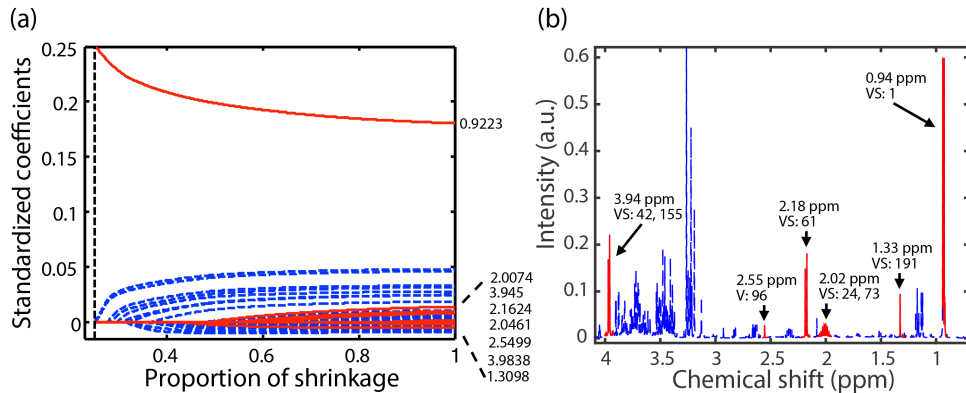 (a)
Standardized coefficients
0.25
0.2
0.15
0.1
0.05
0
0.4
0.6
0.8
1
Proportion of shrinkage
0.9223
2.0074
3.945
2.1624
2.0461
2.5499
3.9838
1.3098
(b)
Intensity (a.u.)
0.6
0.5
0.4
0.3
0.2
0.1
0
4
3.5
3
2.5
2
1.5
1
Chemical shift (ppm)
0.94 ppm
VS: 1
3.94 ppm
VS: 42, 155
2.18 ppm
VS: 61
1.33 ppm
VS: 191
2.55 ppm
V: 96
2.02 ppm
VS: 24, 73